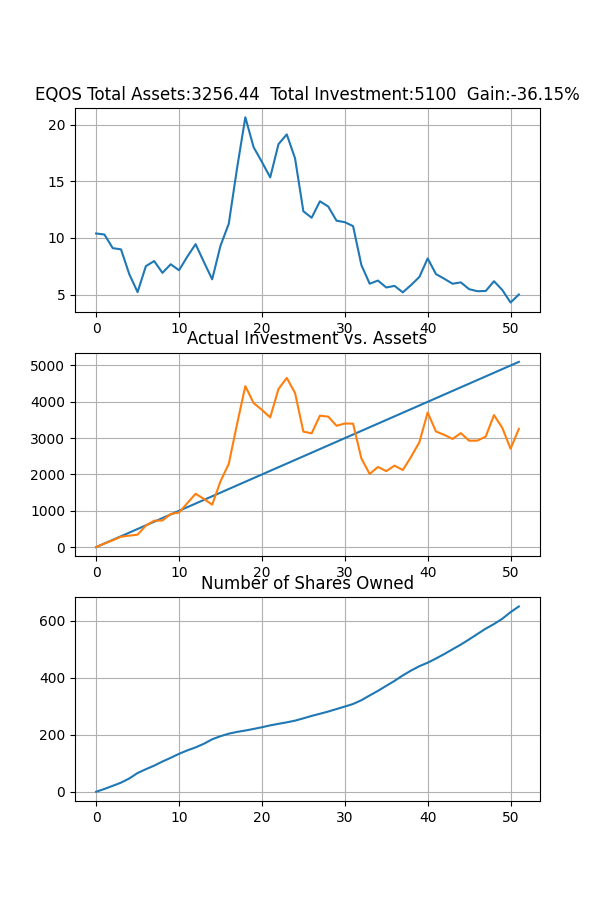 EQOS Total Assets:3256.44  Total Investment:5100  Gain:-36.15%
20
15
10
5
0 10 20 30 40 50
Actual Investment vs. Assets
5000
4000
3000
2000
1000
0
0 10 20 30 40 50
Number of Shares Owned
600
400
200
0
0 10 20 30 40 50